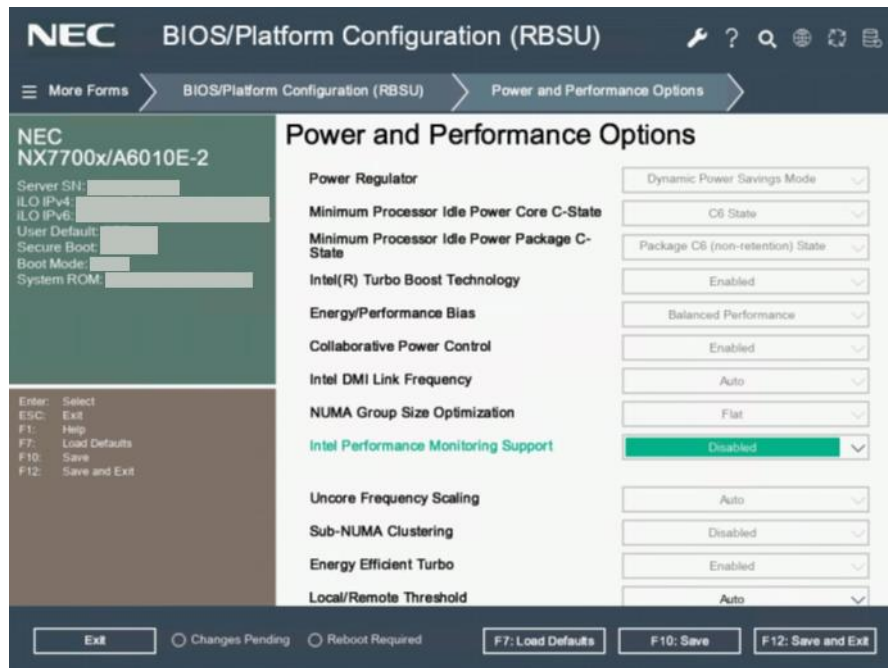 NEC BIOS/Platform Configuration (RBSU)
?
More Forms BIOS/Platform Configuration (RBSU) Power and Performance Options
NEC
NX7700x/A6010E-2
Server SN:
iLO IPv4:
iLO IPv6:
User Default:
Secure Boot:
Boot Mode:
System ROM:
Enter: Select
ESC: Exit
F1: Help
F7: Load Defaults
F10: Save
F12: Save and Exit
Power and Performance Options
Power Regulator Dynamic Power Savings Mode
Minimum Processor Idle Power Core C-State C6 State
Minimum Processor Idle Power Package C-
State Package C6 (non-retention) State
Intel(R) Turbo Boost Technology Enabled
Energy/Performance Bias Balanced Performance
Collaborative Power Control Enabled
Intel DMI Link Frequency Auto
NUMA Group Size Optimization Flat
Intel Performance Monitoring Support Disabled
Uncore Frequency Scaling Auto
Sub-NUMA Clustering Disabled
Energy Efficient Turbo Enabled
Local/Remote Threshold Auto
Exit Changes Pending Reboot Required F7: Load Defaults F10: Save F12: Save and Exit